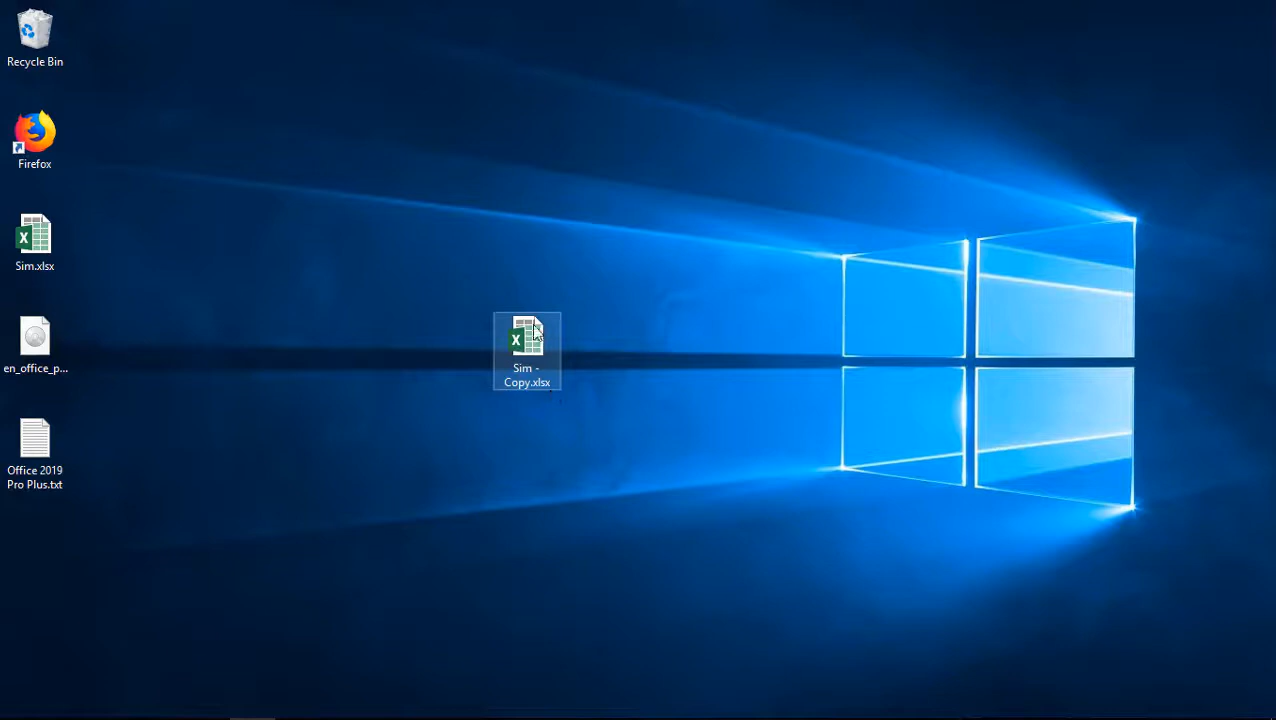 Recycle Bin
Firefox
Sim.xlsx
en_office_p...
Office 2019
Pro Plus.txt
Sim -
Copy.xlsx